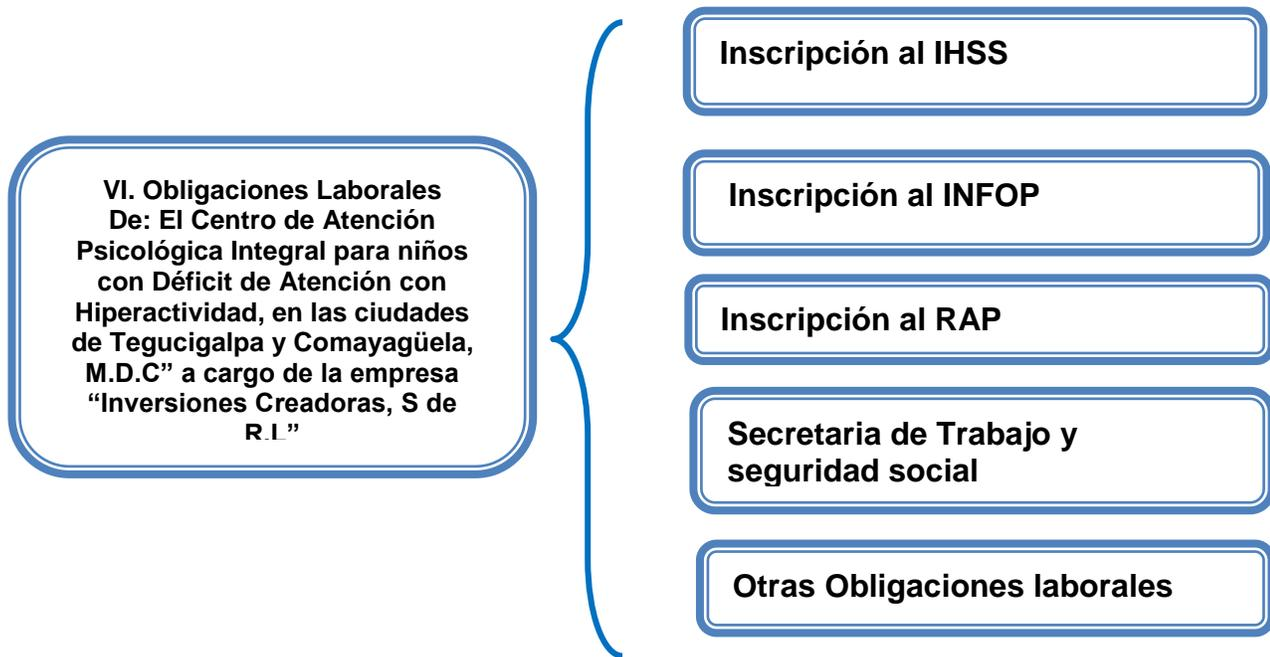 VI. Obligaciones Laborales
De: El Centro de Atención
Psicológica Integral para niños
con Déficit de Atención con
Hiperactividad, en las ciudades
de Tegucigalpa y Comayagüela,
M.D.C” a cargo de la empresa
“Inversiones Creadoras, S de
R.L”
Inscripción al IHSS
Inscripción al INFOP
Inscripción al RAP
Secretaria de Trabajo y
seguridad social
Otras Obligaciones laborales